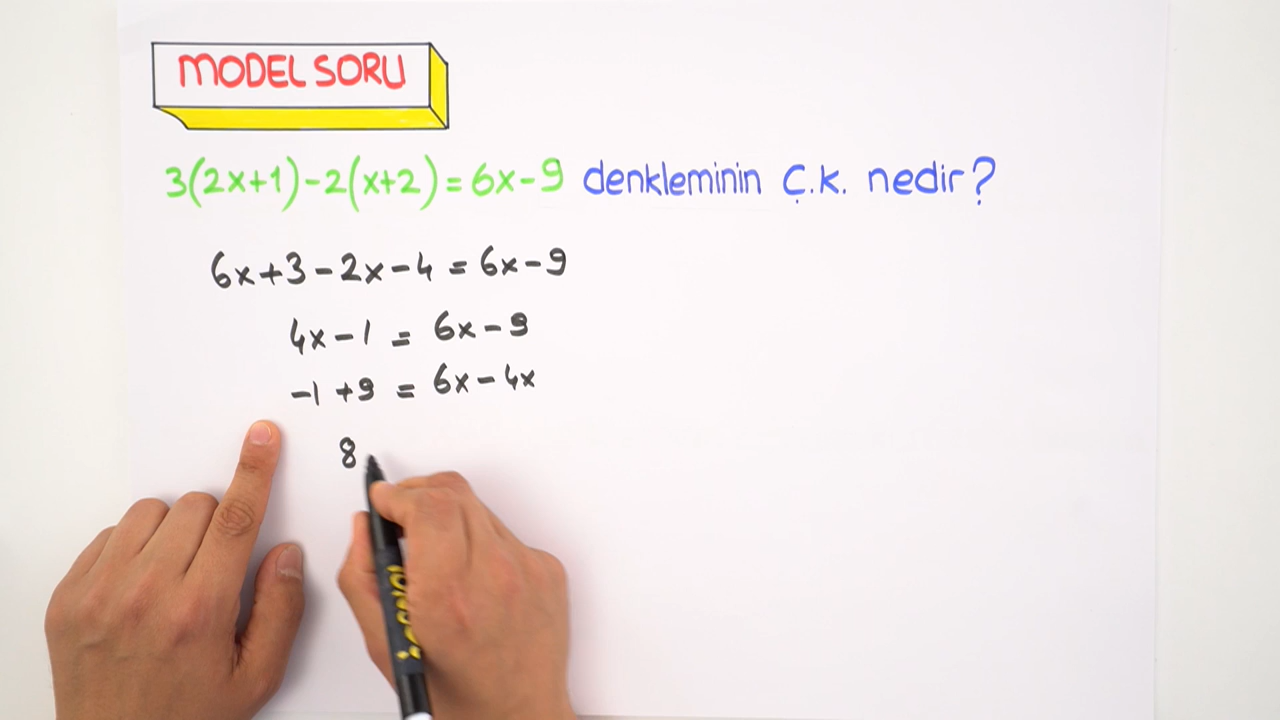 MODEL SORU
3(2x+1)-2(x+2)=6x-9 denkleminin Ç.k. nedir?
6x+3-2x-4=6x-9
4x-1=6x-9
-1+9=6x-4x
8